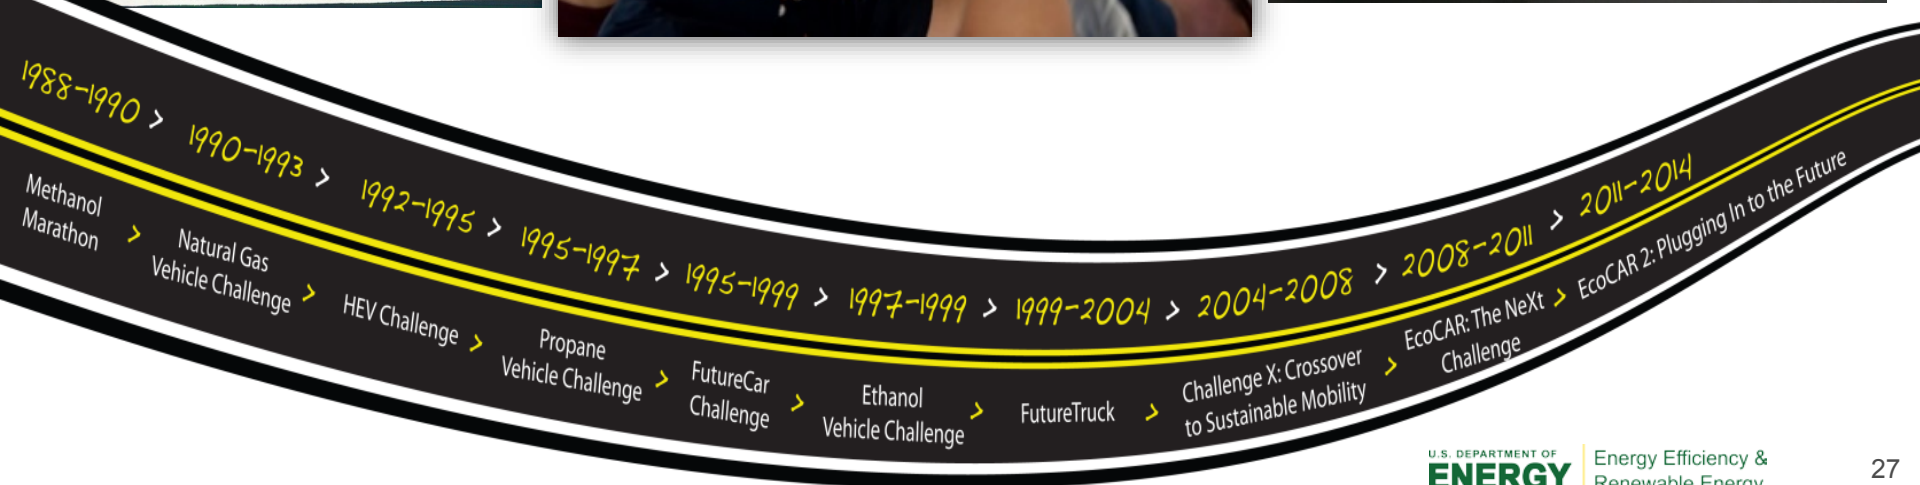 1988-1990 > 1990-1993 > 1992-1995 > 1995-1997 > 1995-1999 > 1997-1999 > 1999-2004 > 2004-2008 > 2008-2011 > 2011-2014
Methanol
Marathon
>
Natural Gas
Vehicle Challenge
>
HEV Challenge
>
Propane
Vehicle Challenge
>
FutureCar
Challenge
>
Ethanol
Vehicle Challenge
>
FutureTruck
>
Challenge X: Crossover
to Sustainable Mobility
>
EcoCAR: The NeXt
Challenge
>
EcoCAR 2: Plugging In to the Future
U.S. DEPARTMENT OF
ENERGY
Energy Efficiency &
Renewable Energy
27